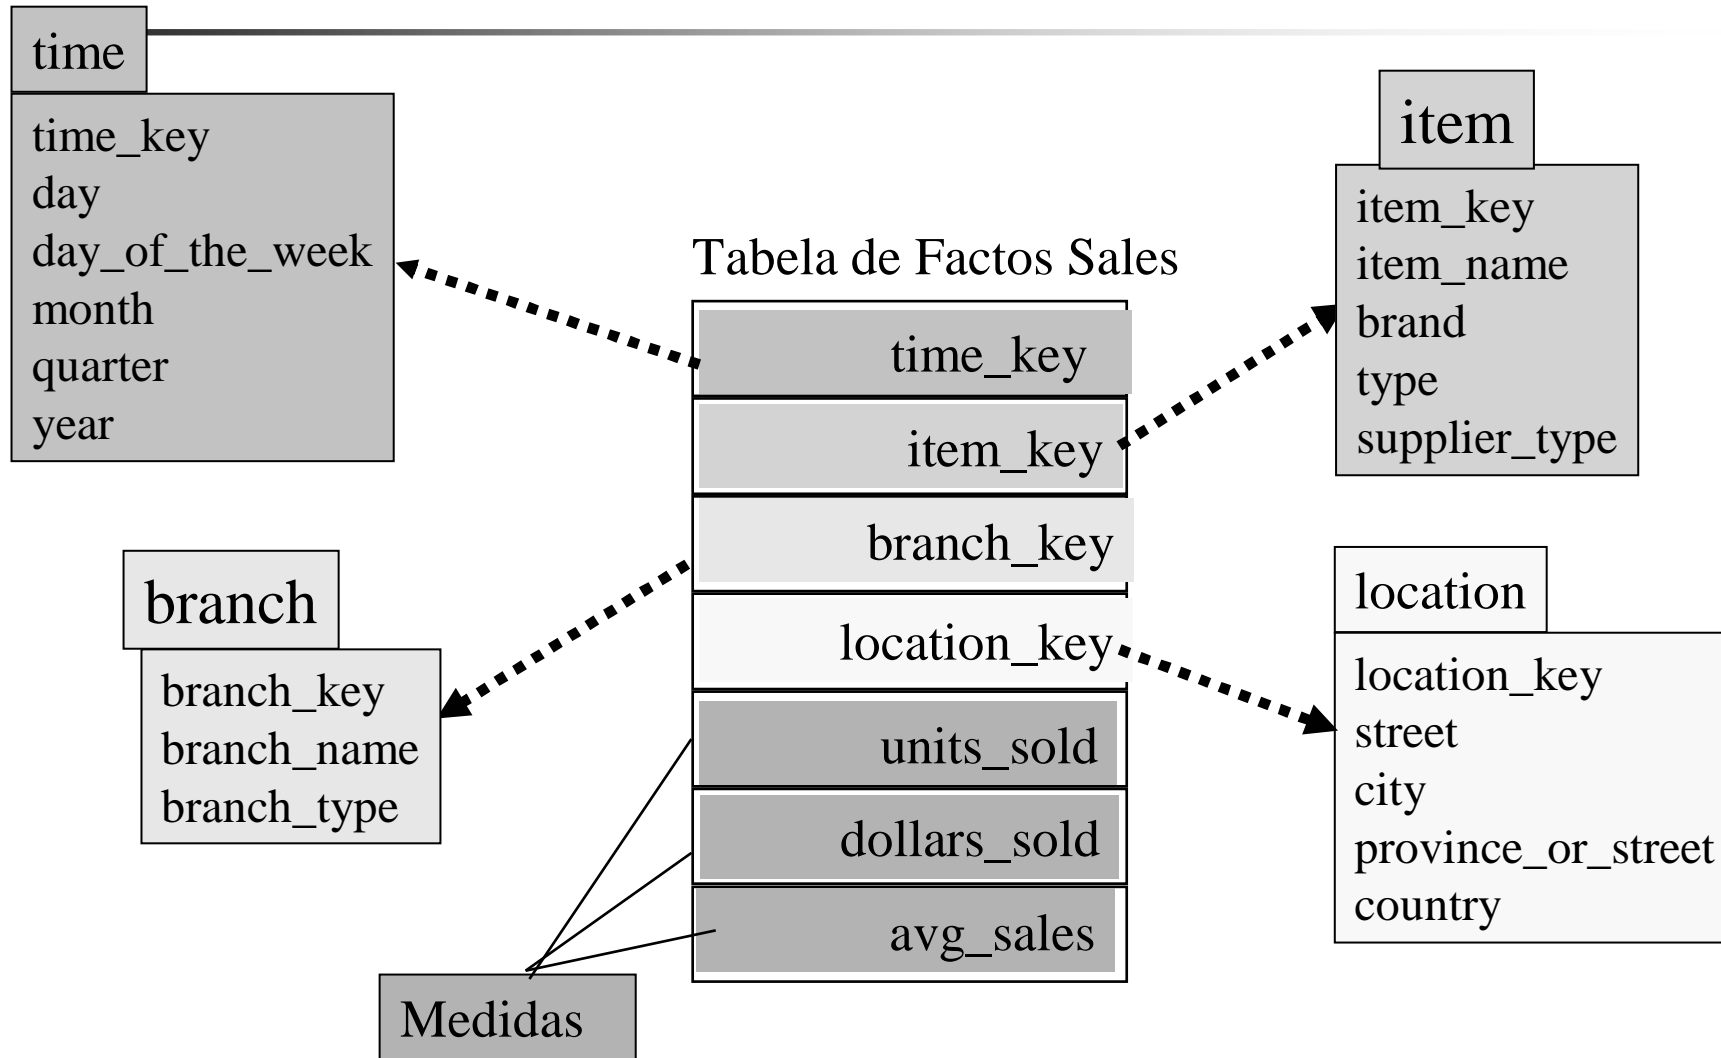 time
time_key
day
day_of_the_week
month
quarter
year
item
item_key
item_name
brand
type
supplier_type
Tabela de Factos Sales
time_key
item_key
branch_key
location_key
units_sold
dollars_sold
avg_sales
branch
branch_key
branch_name
branch_type
location
location_key
street
city
province_or_street
country
Medidas